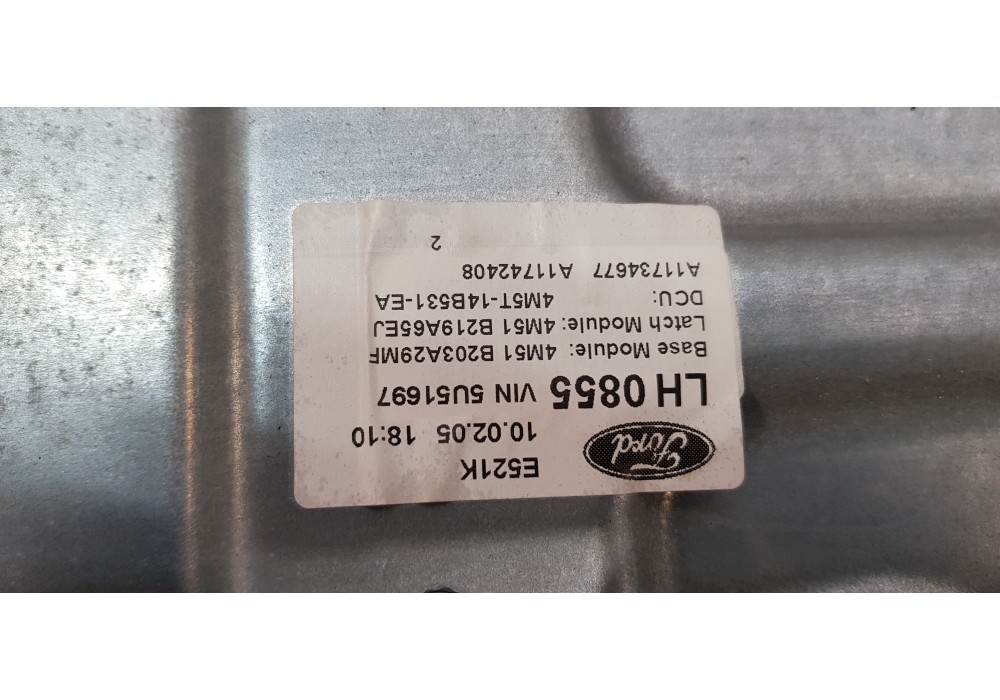 E521K
Ford
10.02.05 18:10
LH 0855 VIN 5U51697
Base Module: 4M51 B203A29MF
Latch Module: 4M51 B219A65EJ
DCU: 4M5T-14B531-EA
A11734677 A11742408
2